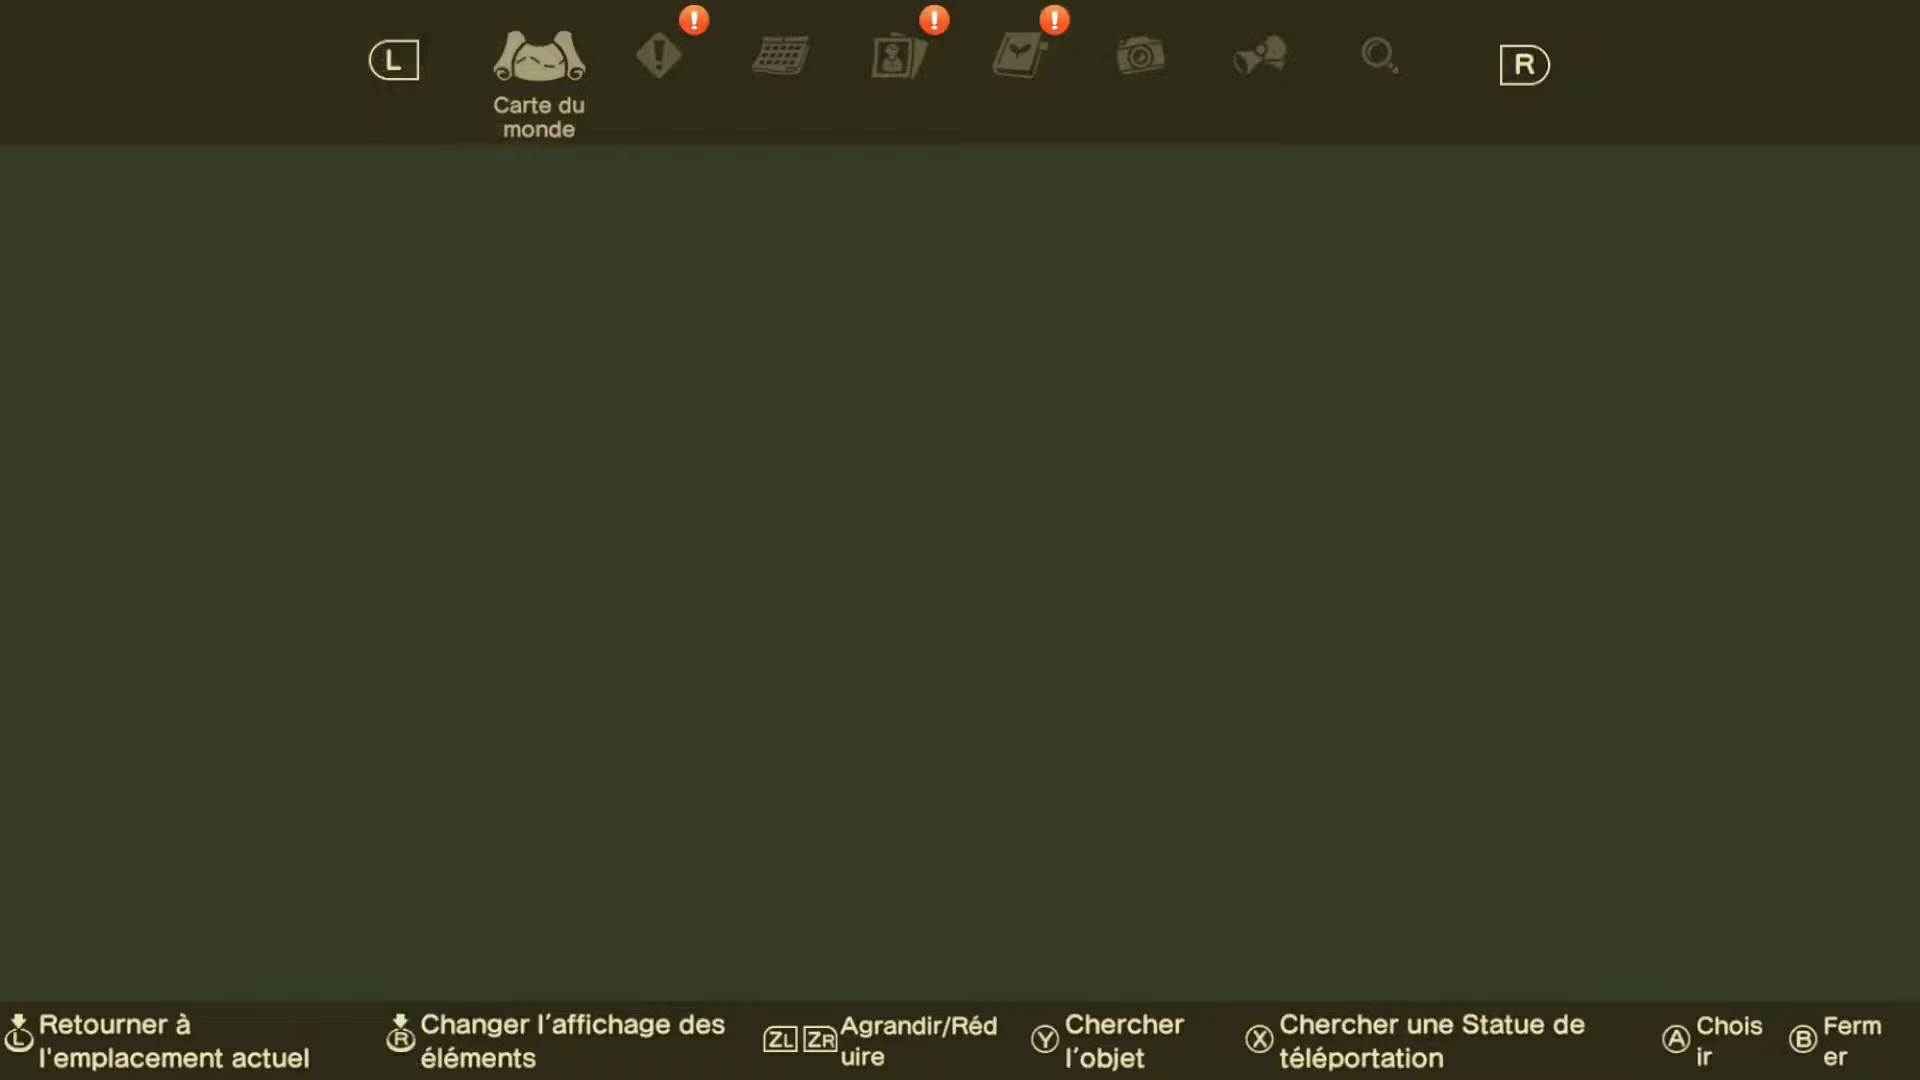 L
Carte du
monde
R
Retourner à
l'emplacement actuel
Changer l'affichage des
éléments
ZL ZR Agrandir/Réd
uire
Y Chercher
l'objet
X Chercher une Statue de
téléportation
A Chois
ir
B Ferm
er